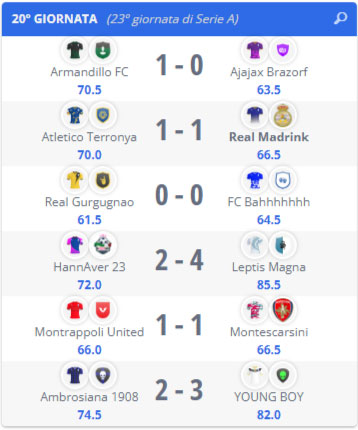 20° GIORNATA (23° giornata di Serie A)
Armandillo FC 1 - 0 Ajajax Brazorf
70.5 63.5
Atletico Terronya 1 - 1 Real Madrink
70.0 66.5
Real Gurgugnao 0 - 0 FC Bahhhhhhh
61.5 64.5
HannAver 23 2 - 4 Leptis Magna
72.0 85.5
Montrappoli United 1 - 1 Montescarsini
66.0 66.5
Ambrosiana 1908 2 - 3 YOUNG BOY
74.5 82.0